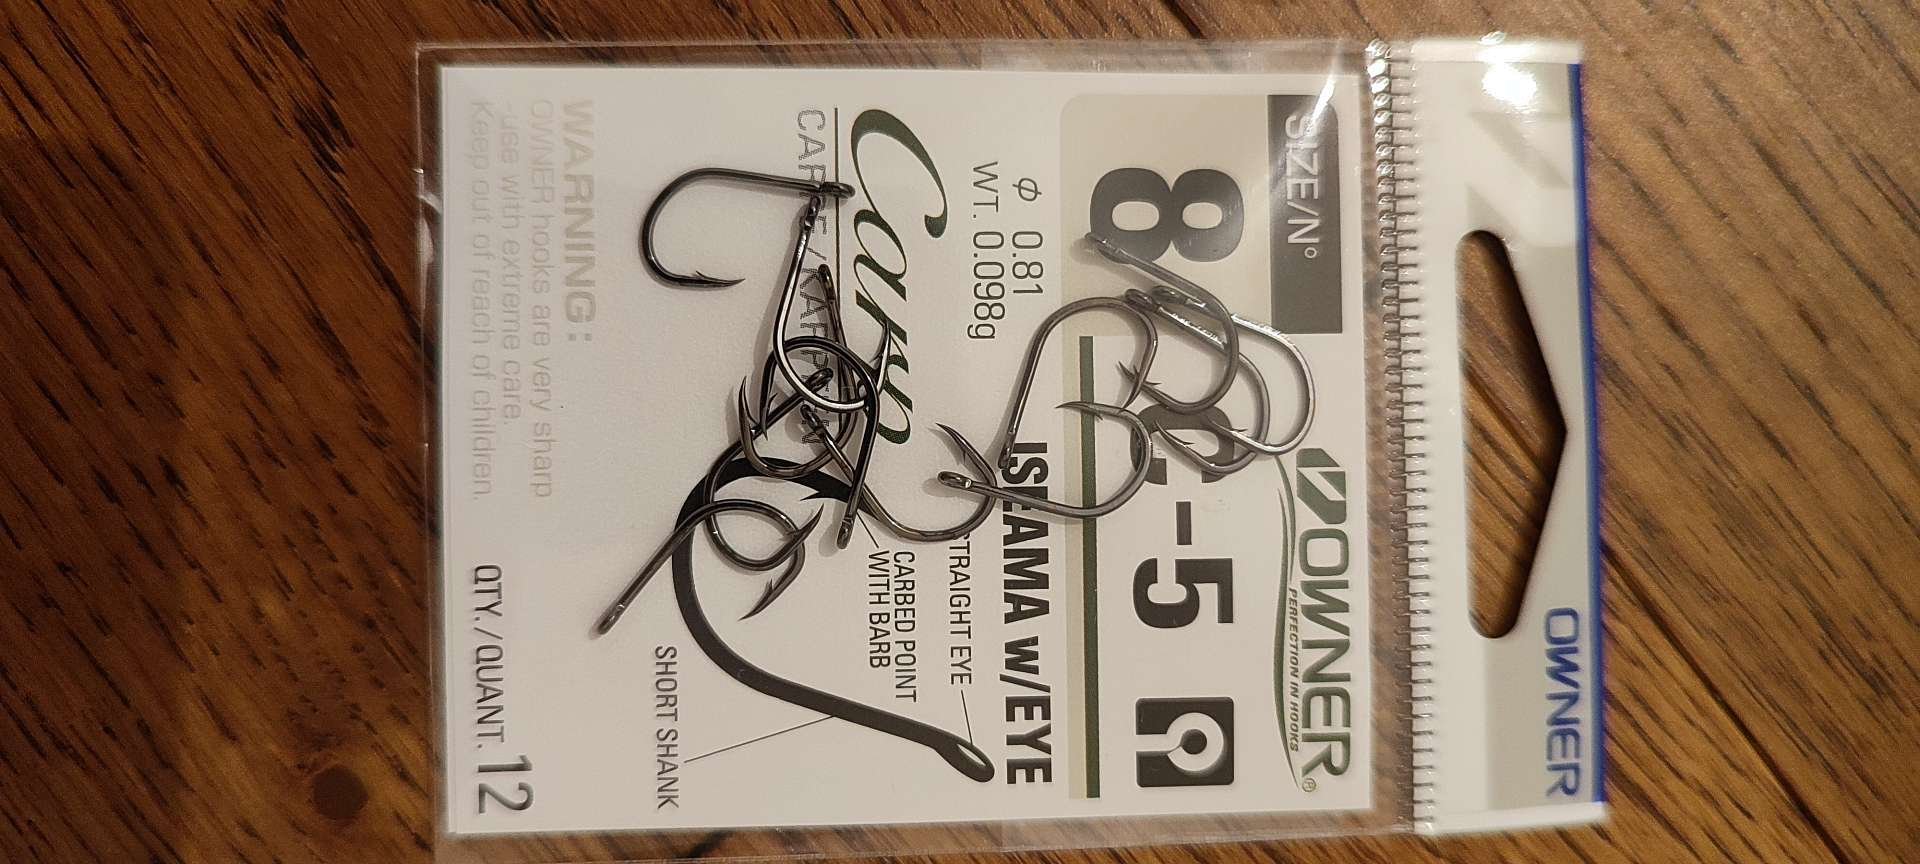 OWNER
SIZE/N°
8
OWNER®
PERFECTION IN HOOKS
C-5
Ø 0.81
WT. 0.098g
ISEAMA w/EYE
Carp
STRAIGHT EYE
CARBED POINT
WITH BARB
SHORT SHANK
WARNING:
OWNER hooks are very sharp
-use with extreme care.
Keep out of reach of children.
QTY./QUANT. 12